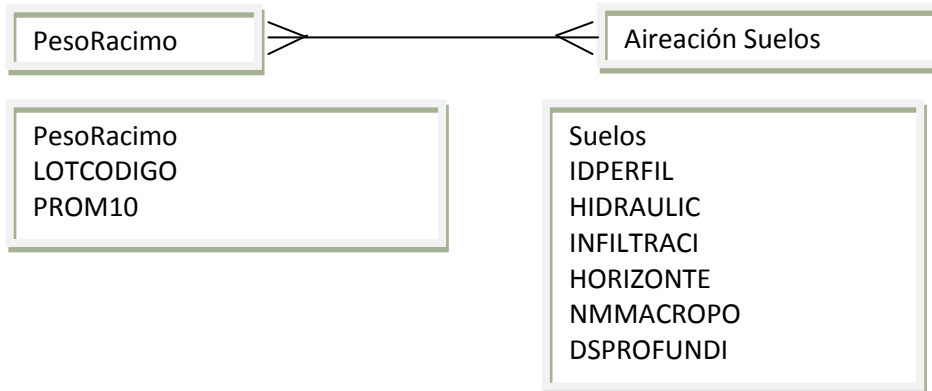 PesoRacimo
Aireación Suelos
PesoRacimo
LOTCODIGO
PROM10
Suelos
IDPERFIL
HIDRAULIC
INFILTRACI
HORIZONTE
NMMACROPO
DSPROFUNDI